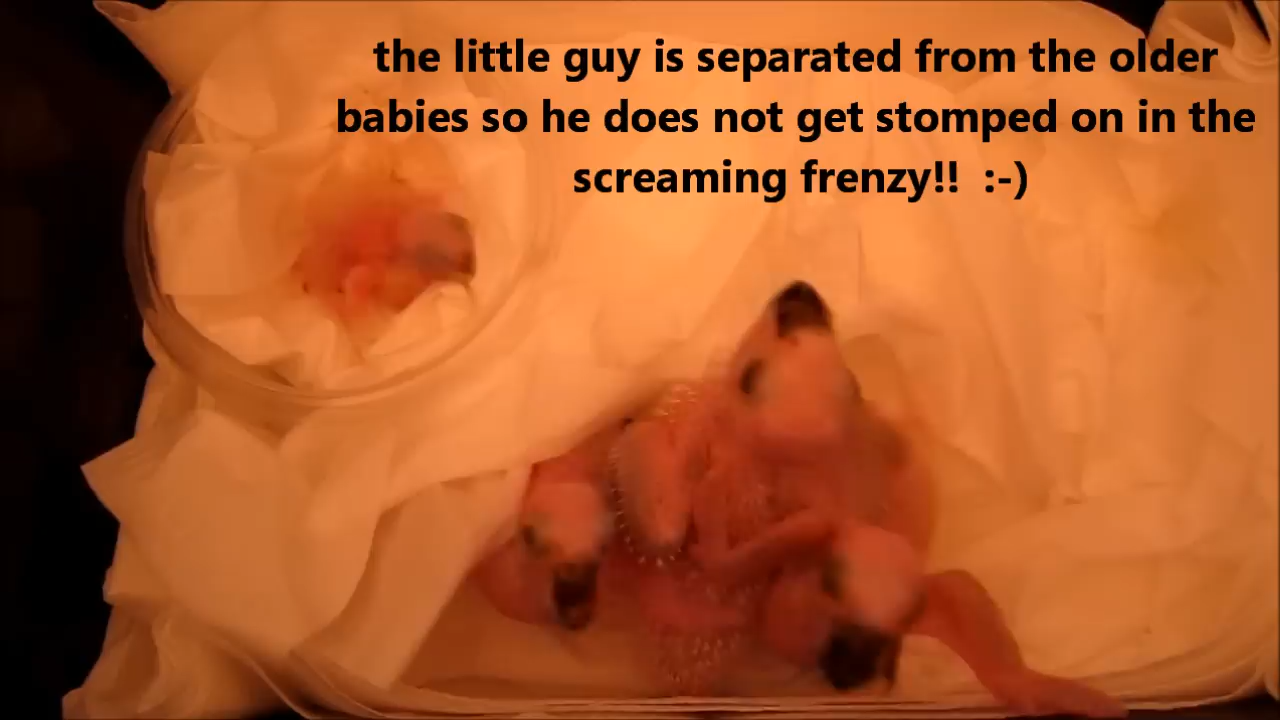 the little guy is separated from the older
babies so he does not get stomped on in the
screaming frenzy!!  :-)